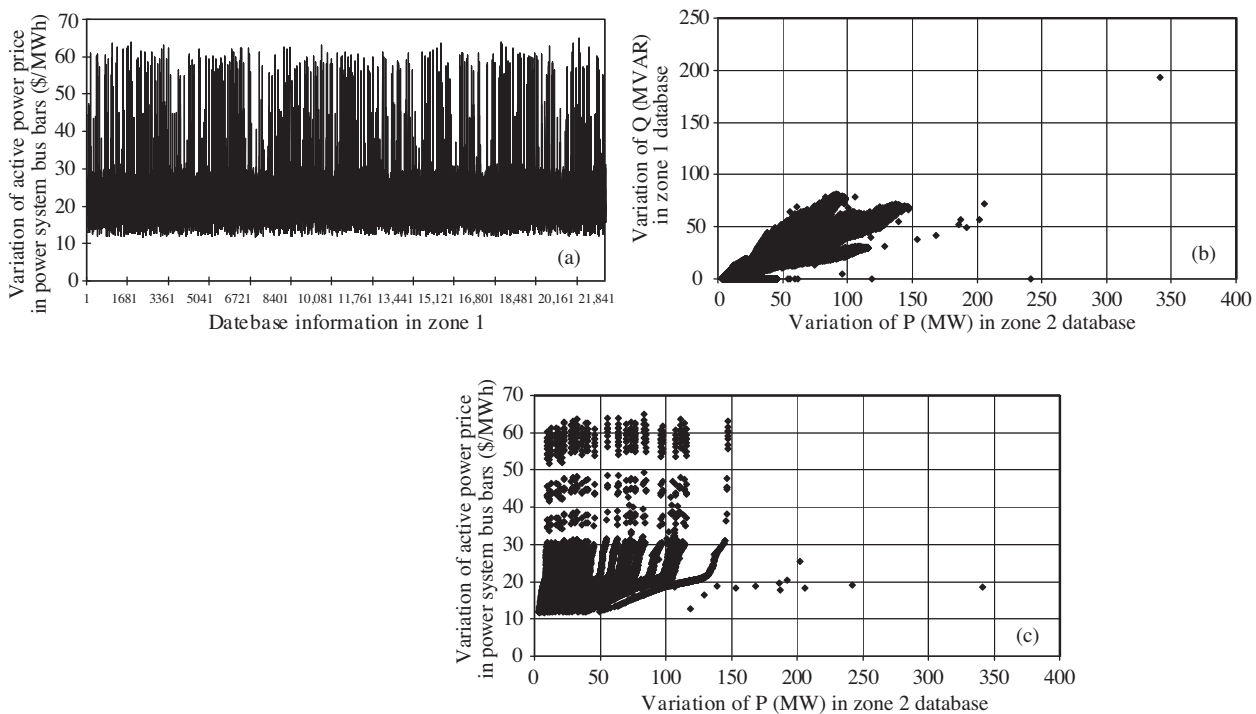 Variation of active power price
in power system bus bars ($/MWh)
70
60
50
40
30
20
10
0
(a)
1 1681 3361 5041 6721 8401 10,081 11,761 13,441 15,121 16,801 18,481 20,161 21,841
Datebase information in zone 1
Variation of Q (MVAR)
in zone 1 database
250
200
150
100
50
0
(b)
0 50 100 150 200 250 300 350 400
Variation of P (MW) in zone 2 database
Variation of active power price
in power system bus bars ($/MWh)
70
60
50
40
30
20
10
0
(c)
0 50 100 150 200 250 300 350 400
Variation of P (MW) in zone 2 database